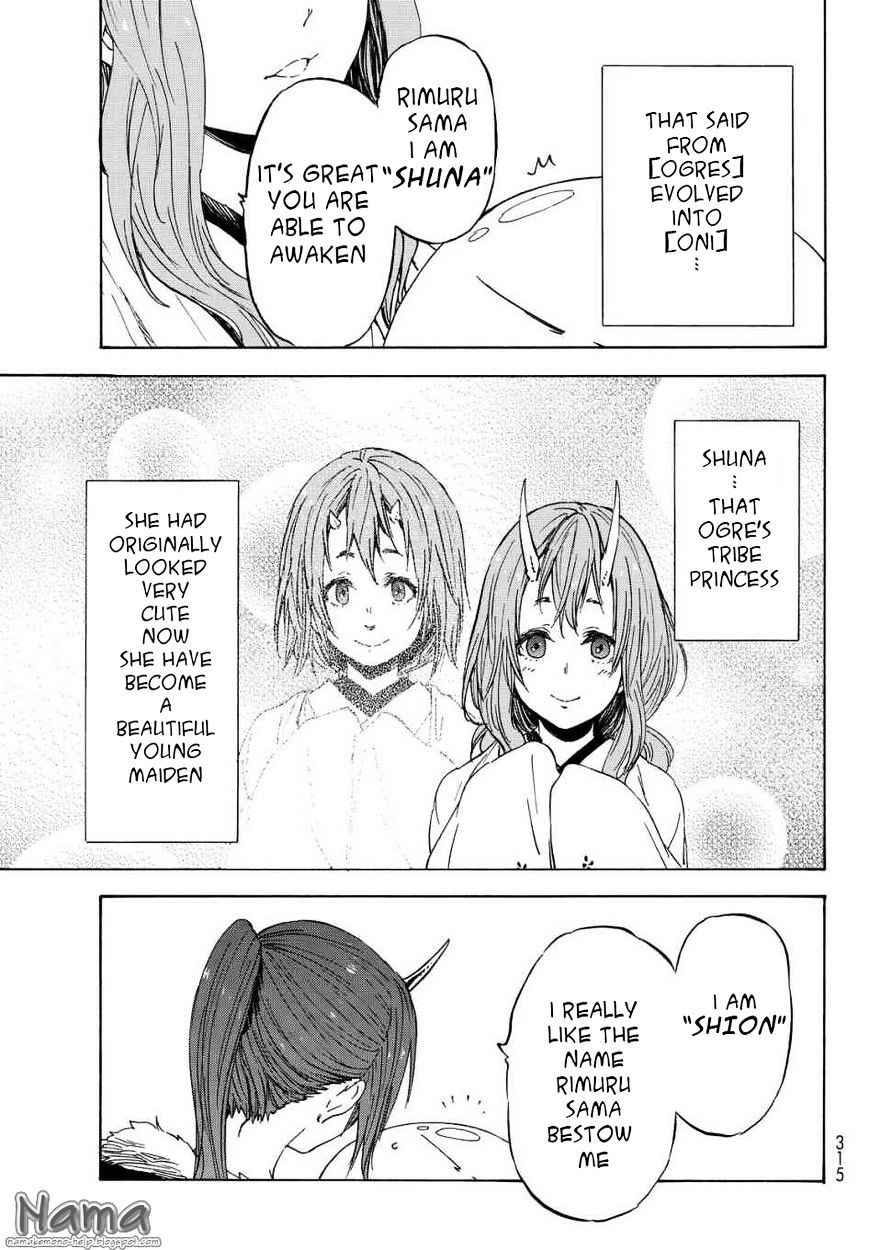 THAT SAID
FROM
[OGRES]
EVOLVED
INTO
[ONI]
...
RIMURU
SAMA
I AM
"SHUNA"
IT'S GREAT
YOU ARE
ABLE TO
AWAKEN
SHUNA
...
THAT
OGRE'S
TRIBE
PRINCESS
SHE HAD
ORIGINALLY
LOOKED
VERY
CUTE
NOW
SHE HAVE
BECOME
A
BEAUTIFUL
YOUNG
MAIDEN
I AM
"SHION"
I REALLY
LIKE THE
NAME
RIMURU
SAMA
BESTOW
ME
315
Nama
namakemono-help.blogspot.com